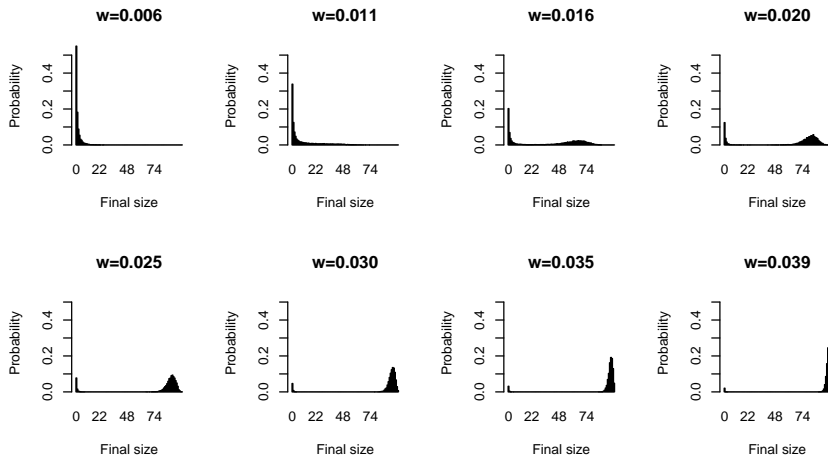 w=0.006
Probability
0.0 0.2 0.4
0 22 48 74
Final size
w=0.011
Probability
0.0 0.2 0.4
0 22 48 74
Final size
w=0.016
Probability
0.0 0.2 0.4
0 22 48 74
Final size
w=0.020
Probability
0.0 0.2 0.4
0 22 48 74
Final size
w=0.025
Probability
0.0 0.2 0.4
0 22 48 74
Final size
w=0.030
Probability
0.0 0.2 0.4
0 22 48 74
Final size
w=0.035
Probability
0.0 0.2 0.4
0 22 48 74
Final size
w=0.039
Probability
0.0 0.2 0.4
0 22 48 74
Final size